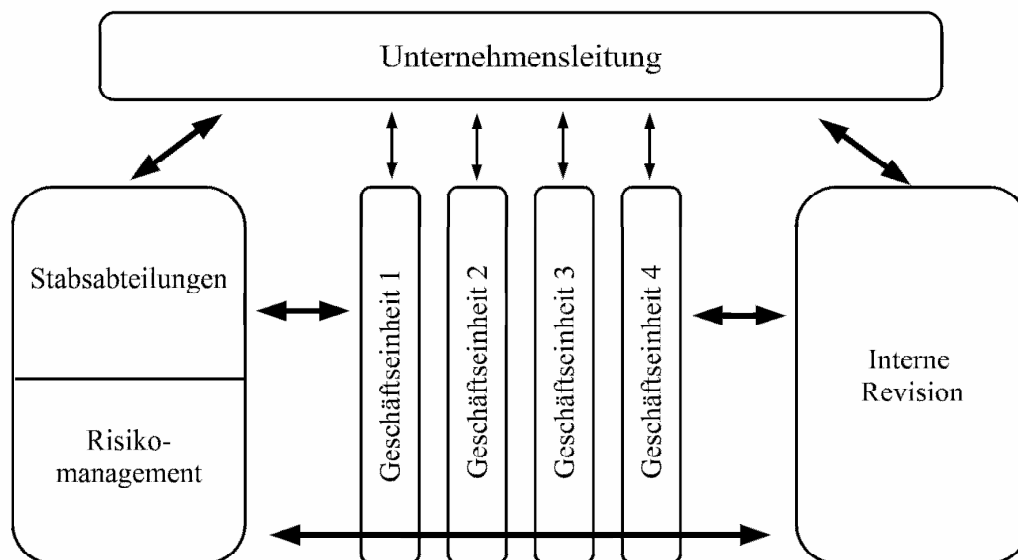 Unternehmensleitung
Stabsabteilungen
Risiko-
management
Geschäftseinheit 1
Geschäftseinheit 2
Geschäftseinheit 3
Geschäftseinheit 4
Interne
Revision